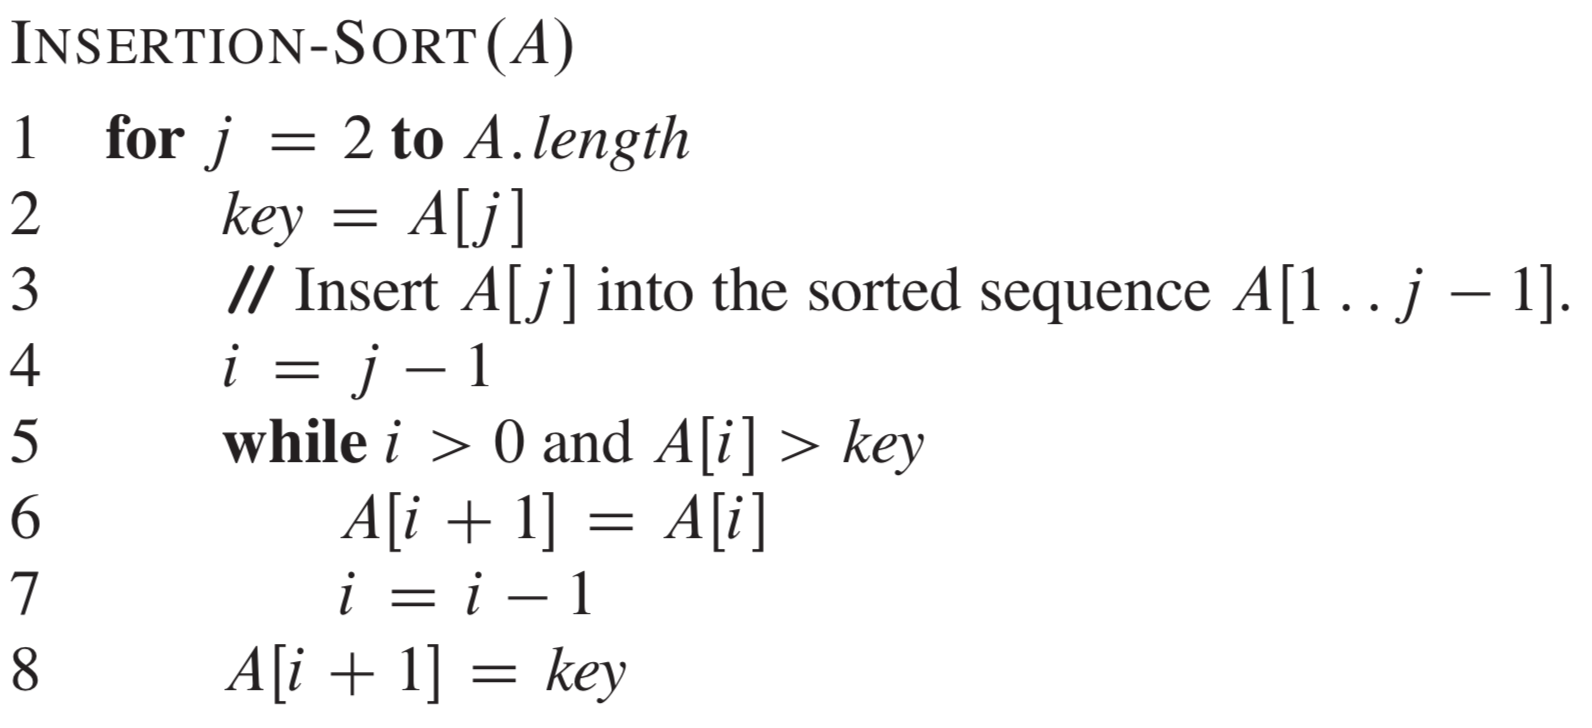 INSERTION-SORT(A)
1 for j = 2 to A.length
2 key = A[j]
3 // Insert A[j] into the sorted sequence A[1 . . j − 1].
4 i = j − 1
5 while i > 0 and A[i] > key
6 A[i + 1] = A[i]
7 i = i − 1
8 A[i + 1] = key